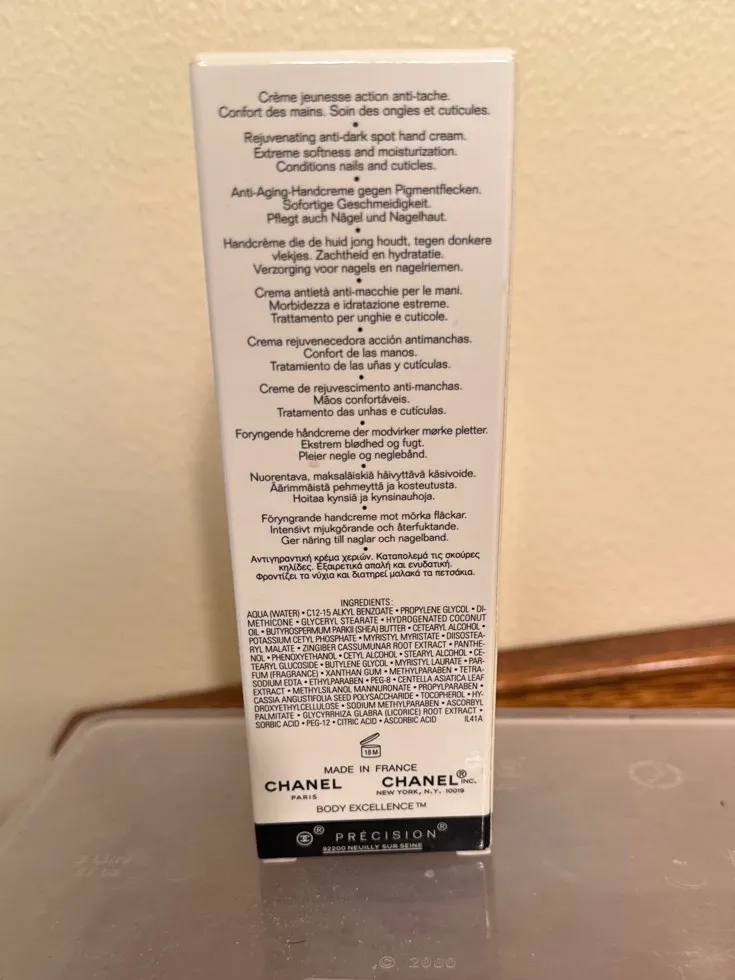 Crème jeunesse action anti-tache.
Confort des mains. Soin des ongles et cuticules.
•
Rejuvenating anti-dark spot hand cream.
Extreme softness and moisturization.
Conditions nails and cuticles.
•
Anti-Aging-Handcreme gegen Pigmentflecken.
Sofortige Geschmeidigkeit.
Pflegt auch Nägel und Nagelhaut.
•
Handcrème die de huid jong houdt, tegen donkere
vlekjes. Zachtheid en hydratatie.
Verzorging voor nagels en nagelriemen.
•
Crema antietà anti-macchie per le mani.
Morbidezza e idratazione estreme.
Trattamento per unghie e cuticole.
•
Crema rejuvenecedora acción antimanchas.
Confort de las manos.
Tratamiento de las uñas y cutículas.
•
Creme de rejuvescimento anti-manchas.
Mãos confortáveis.
Tratamento das unhas e cutículas.
•
Foryngende håndcreme der modvirker mørke pletter.
Ekstrem blødhed og fugt.
Plejer negle og neglebånd.
•
Nuorentava, maksaläiskiä häivyttävä käsivoide.
Äärimmäistä pehmeyttä ja kosteutusta.
Hoitaa kynsiä ja kynsinauhoja.
•
Föryngrande handcreme mot mörka fläckar.
Intensivt mjukgörande och återfuktande.
Ger näring till naglar och nagelband.
•
Αντιγηραντική κρέμα χεριών. Καταπολεμά τις σκούρες
κηλίδες. Εξαιρετικά απαλή και ενυδατική.
Φροντίζει τα νύχια και διατηρεί μαλακά τα πετσάκια.
INGREDIENTS:
AQUA (WATER) • C12-15 ALKYL BENZOATE • PROPYLENE GLYCOL • DI-
METHICONE • GLYCERYL STEARATE • HYDROGENATED COCONUT
OIL • BUTYROSPERMUM PARKII (SHEA) BUTTER • CETEARYL ALCOHOL •
POTASSIUM CETYL PHOSPHATE • MYRISTYL MYRISTATE • DIISOSTEA-
RYL MALATE • ZINGIBER CASSUMUNAR ROOT EXTRACT • PANTHE-
NOL • PHENOXYETHANOL • CETYL ALCOHOL • STEARYL ALCOHOL • CE-
TEARYL GLUCOSIDE • BUTYLENE GLYCOL • MYRISTYL LAURATE • PAR-
FUM (FRAGRANCE) • XANTHAN GUM • METHYLPARABEN • TETRA-
SODIUM EDTA • ETHYLPARABEN • PEG-8 • CENTELLA ASIATICA LEAF
EXTRACT • METHYLSILANOL MANNURONATE • PROPYLPARABEN •
CASSIA ANGUSTIFOLIA SEED POLYSACCHARIDE • TOCOPHEROL • HY-
DROXYETHYLCELLULOSE • SODIUM METHYLPARABEN • ASCORBYL
PALMITATE • GLYCYRRHIZA GLABRA (LICORICE) ROOT EXTRACT •
SORBIC ACID • PEG-12 • CITRIC ACID • ASCORBIC ACID IL41A
18 M
MADE IN FRANCE
CHANEL CHANEL® INC.
PARIS NEW YORK, N.Y. 10019
BODY EXCELLENCE™
® PRÉCISION®
92200 NEUILLY SUR SEINE
© 2000